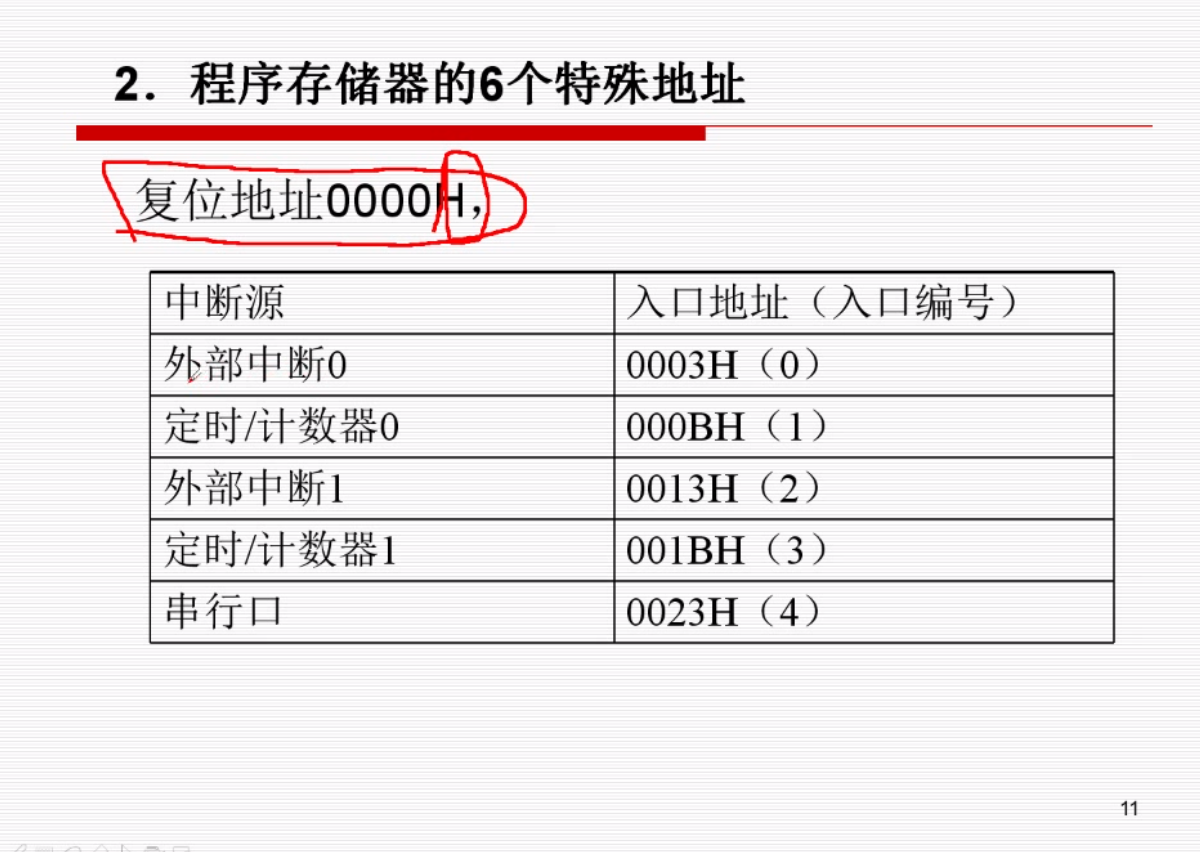 2．程序存储器的6个特殊地址
复位地址0000H，
中断源 入口地址（入口编号）
外部中断0 0003H（0）
定时/计数器0 000BH（1）
外部中断1 0013H（2）
定时/计数器1 001BH（3）
串行口 0023H（4）
11